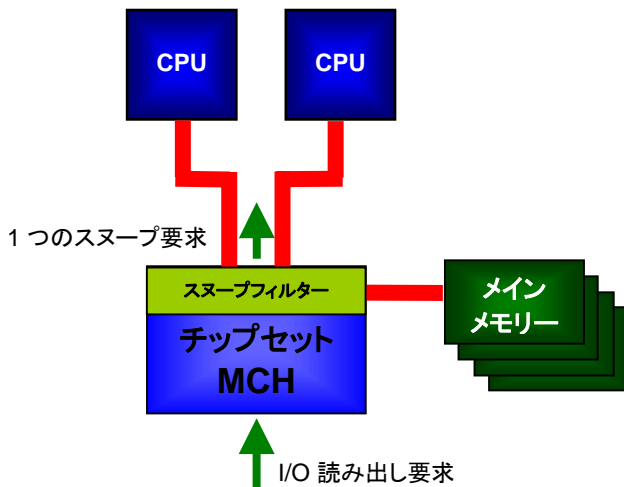 CPU
CPU
1 つのスヌープ要求
スヌープフィルター
チップセット
MCH
メイン
メモリー
I/O 読み出し要求